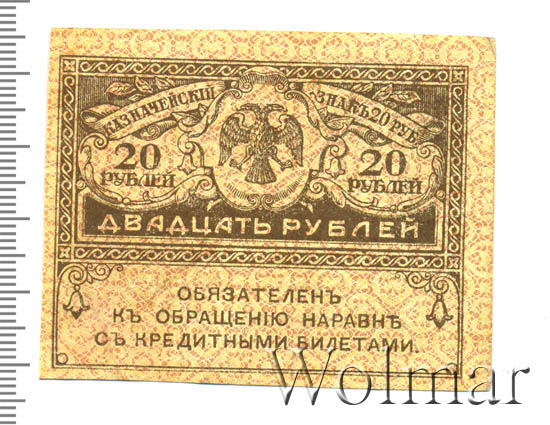 КАЗНАЧЕЙСКІЙ ЗНАКЪ 20 РУБ.
20 РУБЛЕЙ
20 РУБЛЕЙ
ДВАДЦАТЬ РУБЛЕЙ
ОБЯЗАТЕЛЕНЪ
КЪ ОБРАЩЕНІЮ НАРАВНѢ
СЪ КРЕДИТНЫМИ БИЛЕТАМИ.
Wolmar